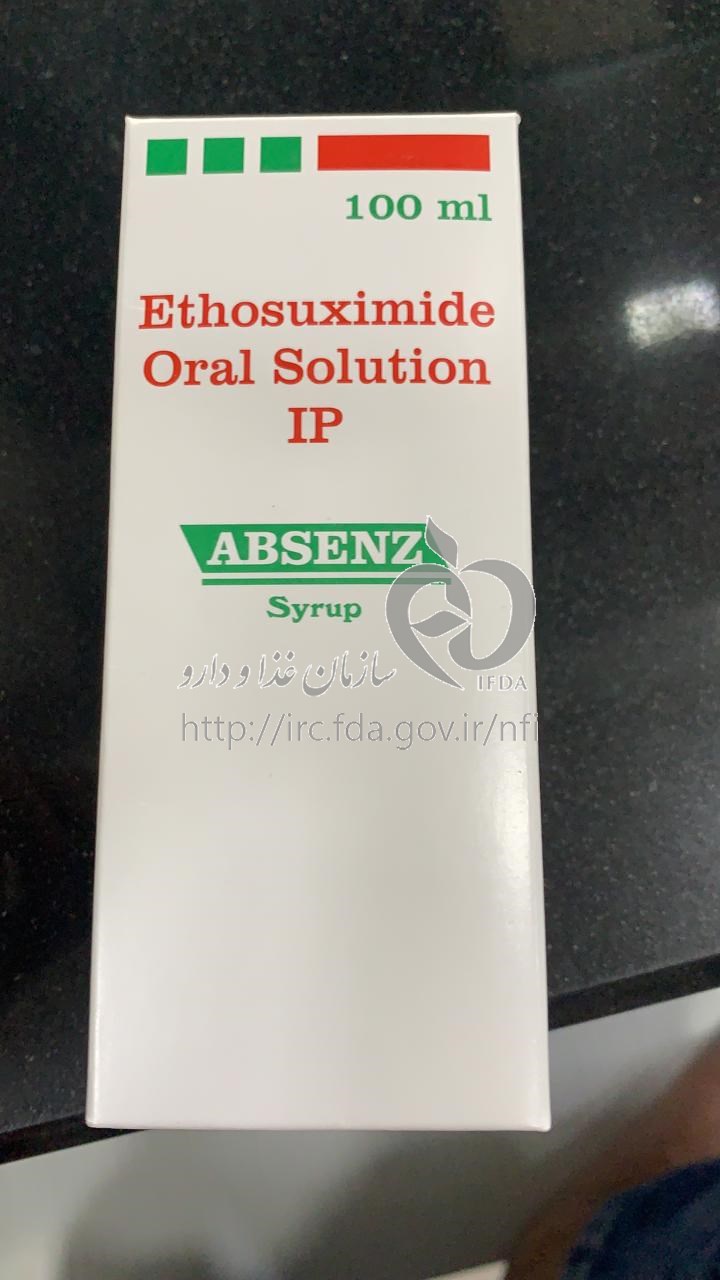 100 ml
Ethosuximide
Oral Solution
IP
ABSENZ
Syrup
سازمان غذا و دارو
IFDA
http://irc.fda.gov.ir/nfi